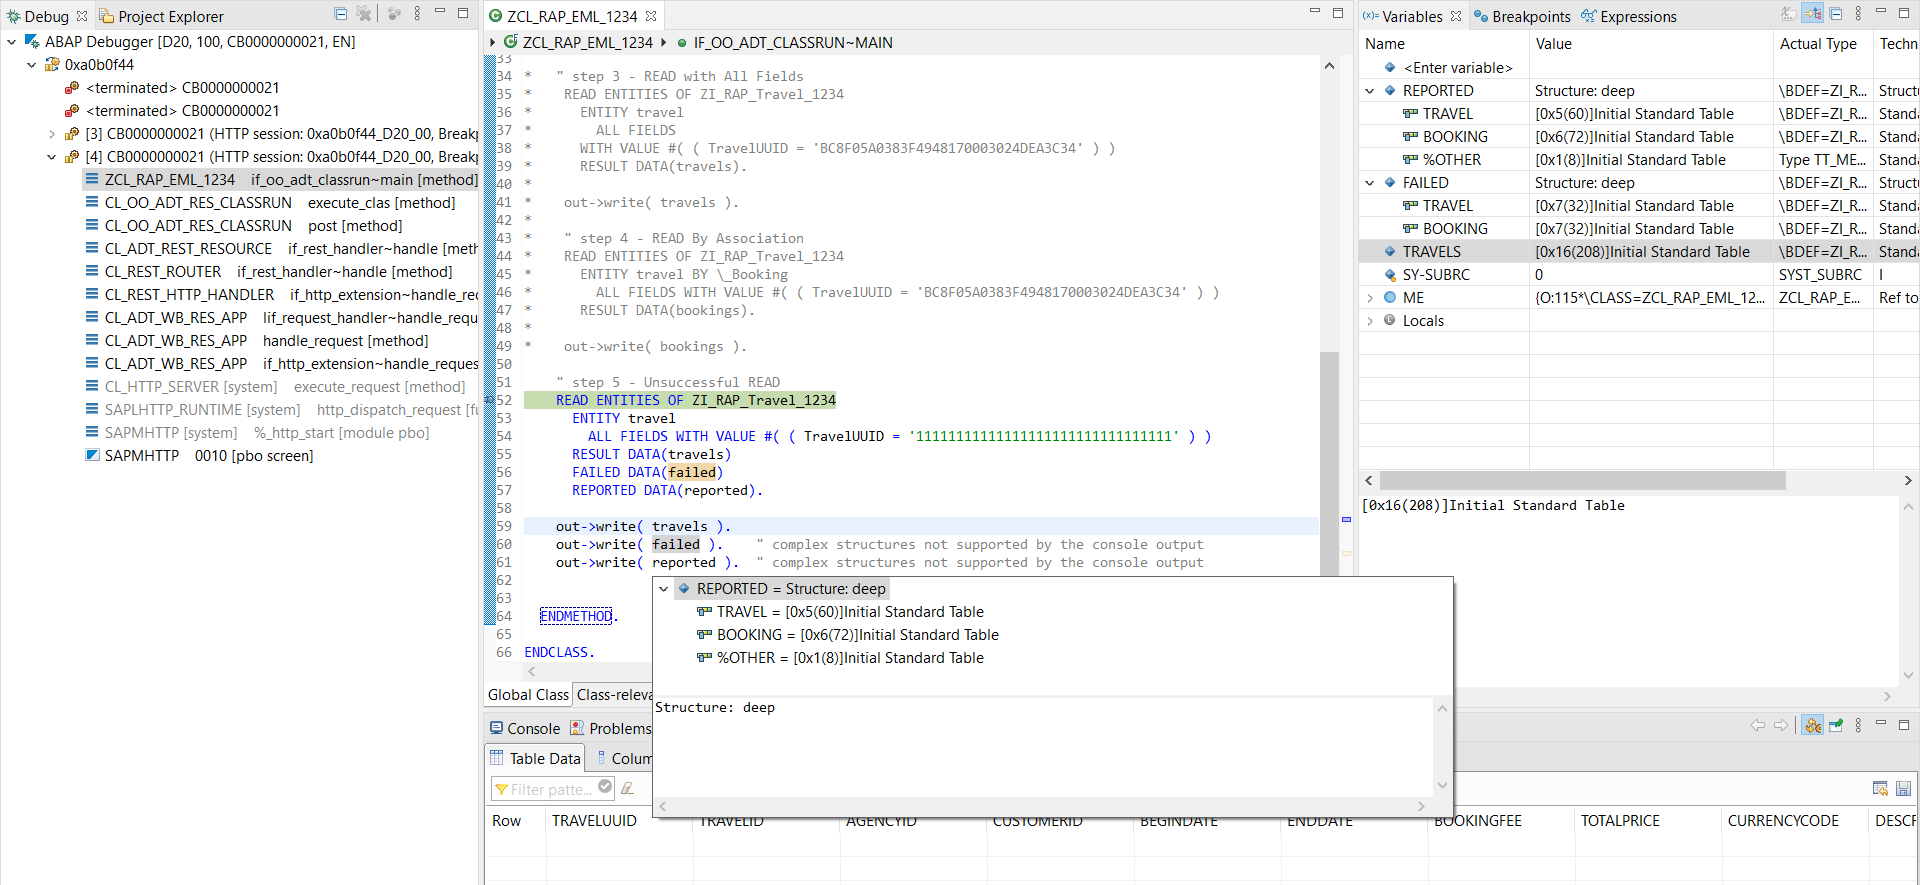 Debug
Project Explorer
ABAP Debugger [D20, 100, CB0000000021, EN]
0xa0b0f44
<terminated> CB0000000021
<terminated> CB0000000021
[3] CB0000000021 (HTTP session: 0xa0b0f44_D20_00, Breakp
[4] CB0000000021 (HTTP session: 0xa0b0f44_D20_00, Breakp
ZCL_RAP_EML_1234 if_oo_adt_classrun~main [method]
CL_OO_ADT_RES_CLASSRUN execute_clas [method]
CL_OO_ADT_RES_CLASSRUN post [method]
CL_ADT_REST_RESOURCE if_rest_handler~handle [meth
CL_REST_ROUTER if_rest_handler~handle [method]
CL_REST_HTTP_HANDLER if_http_extension~handle_req
CL_ADT_WB_RES_APP lif_request_handler~handle_requ
CL_ADT_WB_RES_APP handle_request [method]
CL_ADT_WB_RES_APP if_http_extension~handle_request
CL_HTTP_SERVER [system] execute_request [method]
SAPLHTTP_RUNTIME [system] http_dispatch_request [fu
SAPMHTTP [system] %_http_start [module pbo]
SAPMHTTP 0010 [pbo screen]
ZCL_RAP_EML_1234
ZCL_RAP_EML_1234 IF_OO_ADT_CLASSRUN~MAIN
33
34 * " step 3 - READ with All Fields
35 * READ ENTITIES OF ZI_RAP_Travel_1234
36 * ENTITY travel
37 * ALL FIELDS
38 * WITH VALUE #( ( TravelUUID = 'BC8F05A0383F4948170003024DEA3C34' ) )
39 * RESULT DATA(travels).
40 *
41 * out->write( travels ).
42 *
43 * " step 4 - READ By Association
44 * READ ENTITIES OF ZI_RAP_Travel_1234
45 * ENTITY travel BY \_Booking
46 * ALL FIELDS WITH VALUE #( ( TravelUUID = 'BC8F05A0383F4948170003024DEA3C34' ) )
47 * RESULT DATA(bookings).
48 *
49 * out->write( bookings ).
50
51 " step 5 - Unsuccessful READ
52 READ ENTITIES OF ZI_RAP_Travel_1234
53 ENTITY travel
54 ALL FIELDS WITH VALUE #( ( TravelUUID = '11111111111111111111111111111111' ) )
55 RESULT DATA(travels)
56 FAILED DATA(failed)
57 REPORTED DATA(reported).
58
59 out->write( travels ).
60 out->write( failed ). " complex structures not supported by the console output
61 out->write( reported ). " complex structures not supported by the console output
62
63
64 ENDMETHOD.
65
66 ENDCLASS.
Global Class Class-releva
REPORTED = Structure: deep
TRAVEL = [0x5(60)]Initial Standard Table
BOOKING = [0x6(72)]Initial Standard Table
%OTHER = [0x1(8)]Initial Standard Table
Structure: deep
Console Problems
Table Data Colum
Filter patte...
Row TRAVELUUID TRAVELID AGENCYID CUSTOMERID BEGINDATE ENDDATE BOOKINGFEE TOTALPRICE CURRENCYCODE DESCR
(x)= Variables Breakpoints Expressions
Name Value Actual Type Techn
<Enter variable>
REPORTED Structure: deep \BDEF=ZI_R... Structu
TRAVEL [0x5(60)]Initial Standard Table \BDEF=ZI_R... Standa
BOOKING [0x6(72)]Initial Standard Table \BDEF=ZI_R... Standa
%OTHER [0x1(8)]Initial Standard Table Type TT_ME... Standa
FAILED Structure: deep \BDEF=ZI_R... Structu
TRAVEL [0x7(32)]Initial Standard Table \BDEF=ZI_R... Standa
BOOKING [0x7(32)]Initial Standard Table \BDEF=ZI_R... Standa
TRAVELS [0x16(208)]Initial Standard Table \BDEF=ZI_R... Standa
SY-SUBRC 0 SYST_SUBRC I
ME {O:115*\CLASS=ZCL_RAP_EML_12... ZCL_RAP_E... Ref to
Locals
[0x16(208)]Initial Standard Table